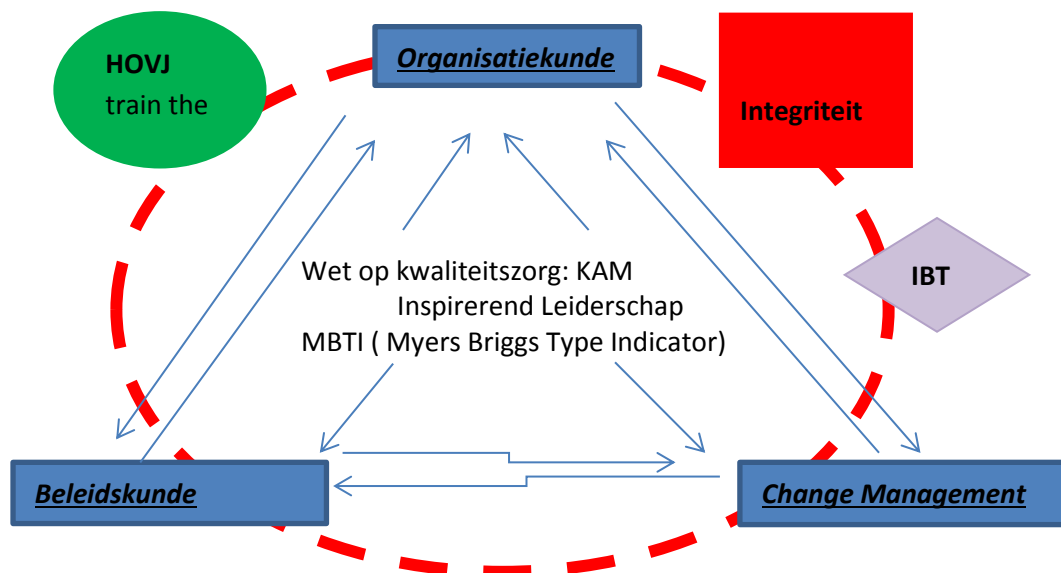 HOVJ
train the
Organisatiekunde
Integriteit
IBT
Wet op kwaliteitszorg: KAM
Inspirerend Leiderschap
MBTI ( Myers Briggs Type Indicator)
Beleidskunde
Change Management